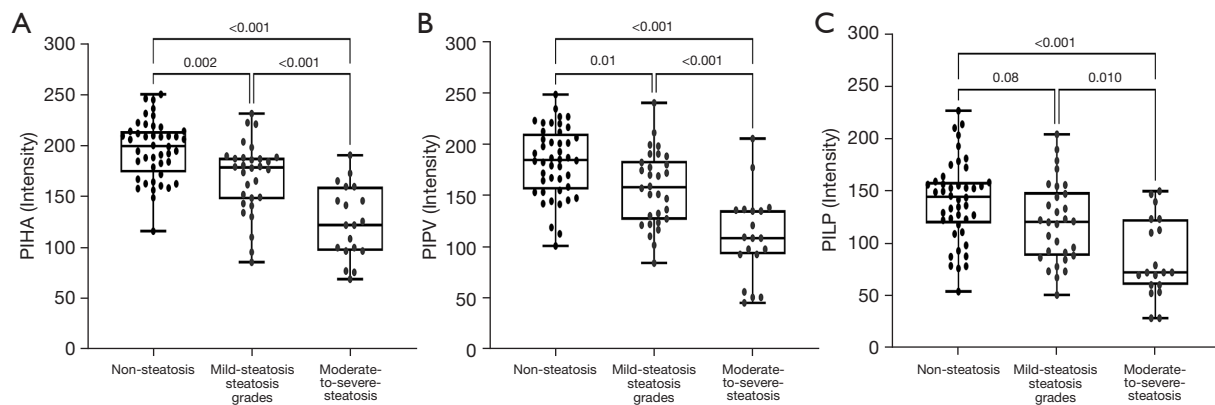 A
PIHA (Intensity)
300
250
200
150
100
50
0
<0.001
0.002
<0.001
Non-steatosis
Mild-steatosis
steatosis
grades
Moderate-
to-severe-
steatosis
B
PIPV (Intensity)
300
250
200
150
100
50
0
<0.001
0.01
<0.001
Non-steatosis
Mild-steatosis
steatosis
grades
Moderate-
to-severe-
steatosis
C
PILP (Intensity)
300
250
200
150
100
50
0
<0.001
0.08
0.010
Non-steatosis
Mild-steatosis
steatosis
grades
Moderate-
to-severe-
steatosis